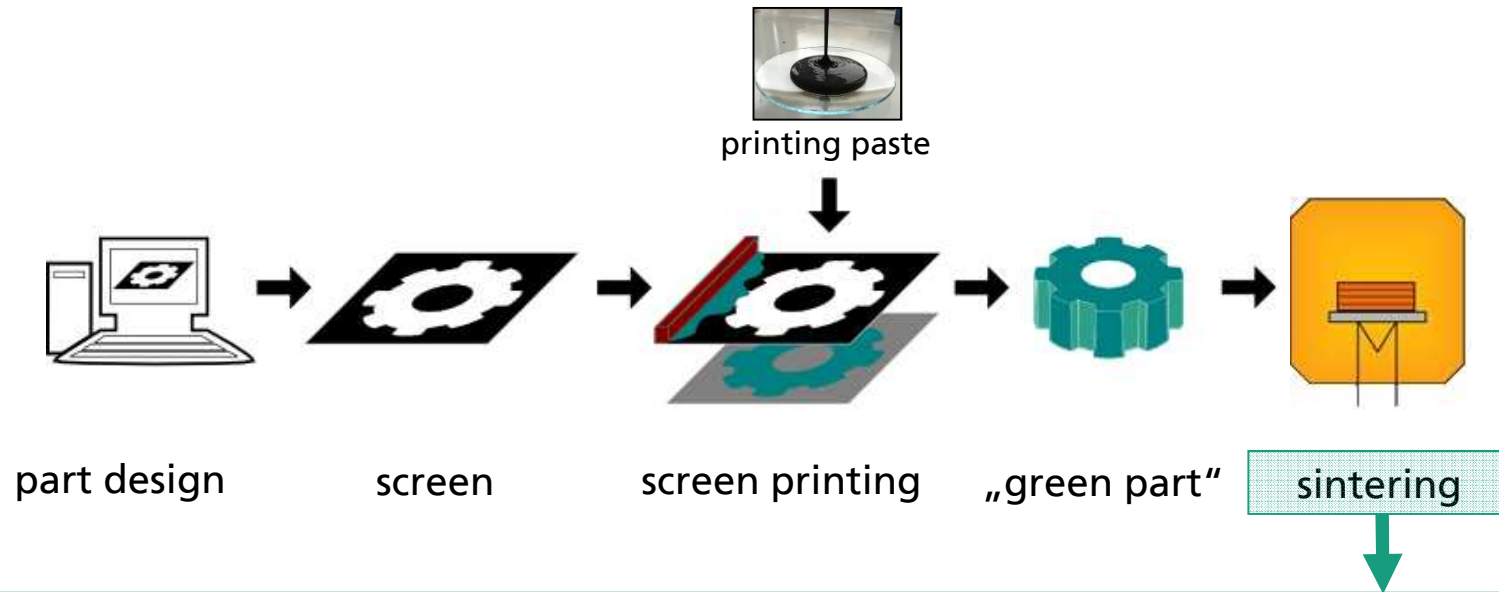 printing paste
part design
screen
screen printing
„green part“
sintering